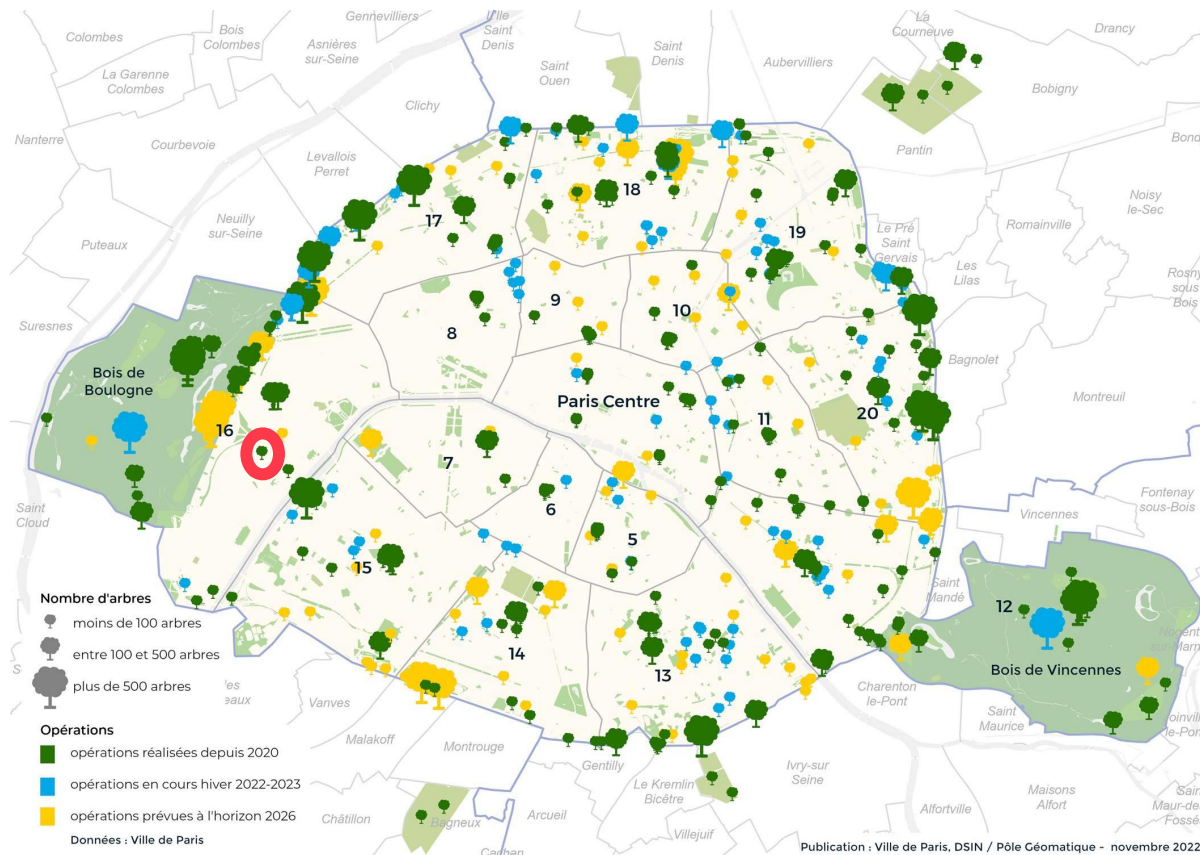 Colombes
Bois
Colombes
Gennevilliers
Asnières
sur-Seine
Saint
Denis
La
Courneuve
Drancy
La Garenne
Colombes
Saint
Ouen
Saint
Denis
Aubervilliers
Bobigny
Clichy
Nanterre
Courbevoie
Levallois
Perret
Pantin
Noisy
le-Sec
17
18
19
Neuilly
sur-Seine
Puteaux
Le Pré
Saint
Gervais
Romainville
Les
Lilas
9
10
8
Suresnes
Bois de
Boulogne
Bagnolet
Montreuil
Paris Centre
20
11
16
7
6
5
Saint
Cloud
Fontenay
sous-Bois
Vincennes
15
Saint
Mandé
12
Nombre d'arbres
moins de 100 arbres
entre 100 et 500 arbres
plus de 500 arbres
14
13
Bois de Vincennes
Charenton
le-Pont
Saint
Maurice
Vanves
Malakoff
Montrouge
Gentilly
Ivry-sur
Seine
Opérations
opérations réalisées depuis 2020
opérations en cours hiver 2022-2023
opérations prévues à l'horizon 2026
Le Kremlin
Bicêtre
Maisons
Alfort
Châtillon
Bagneux
Arcueil
Villejuif
Alfortville
Données : Ville de Paris
Publication : Ville de Paris, DSIN / Pôle Géomatique - novembre 2022